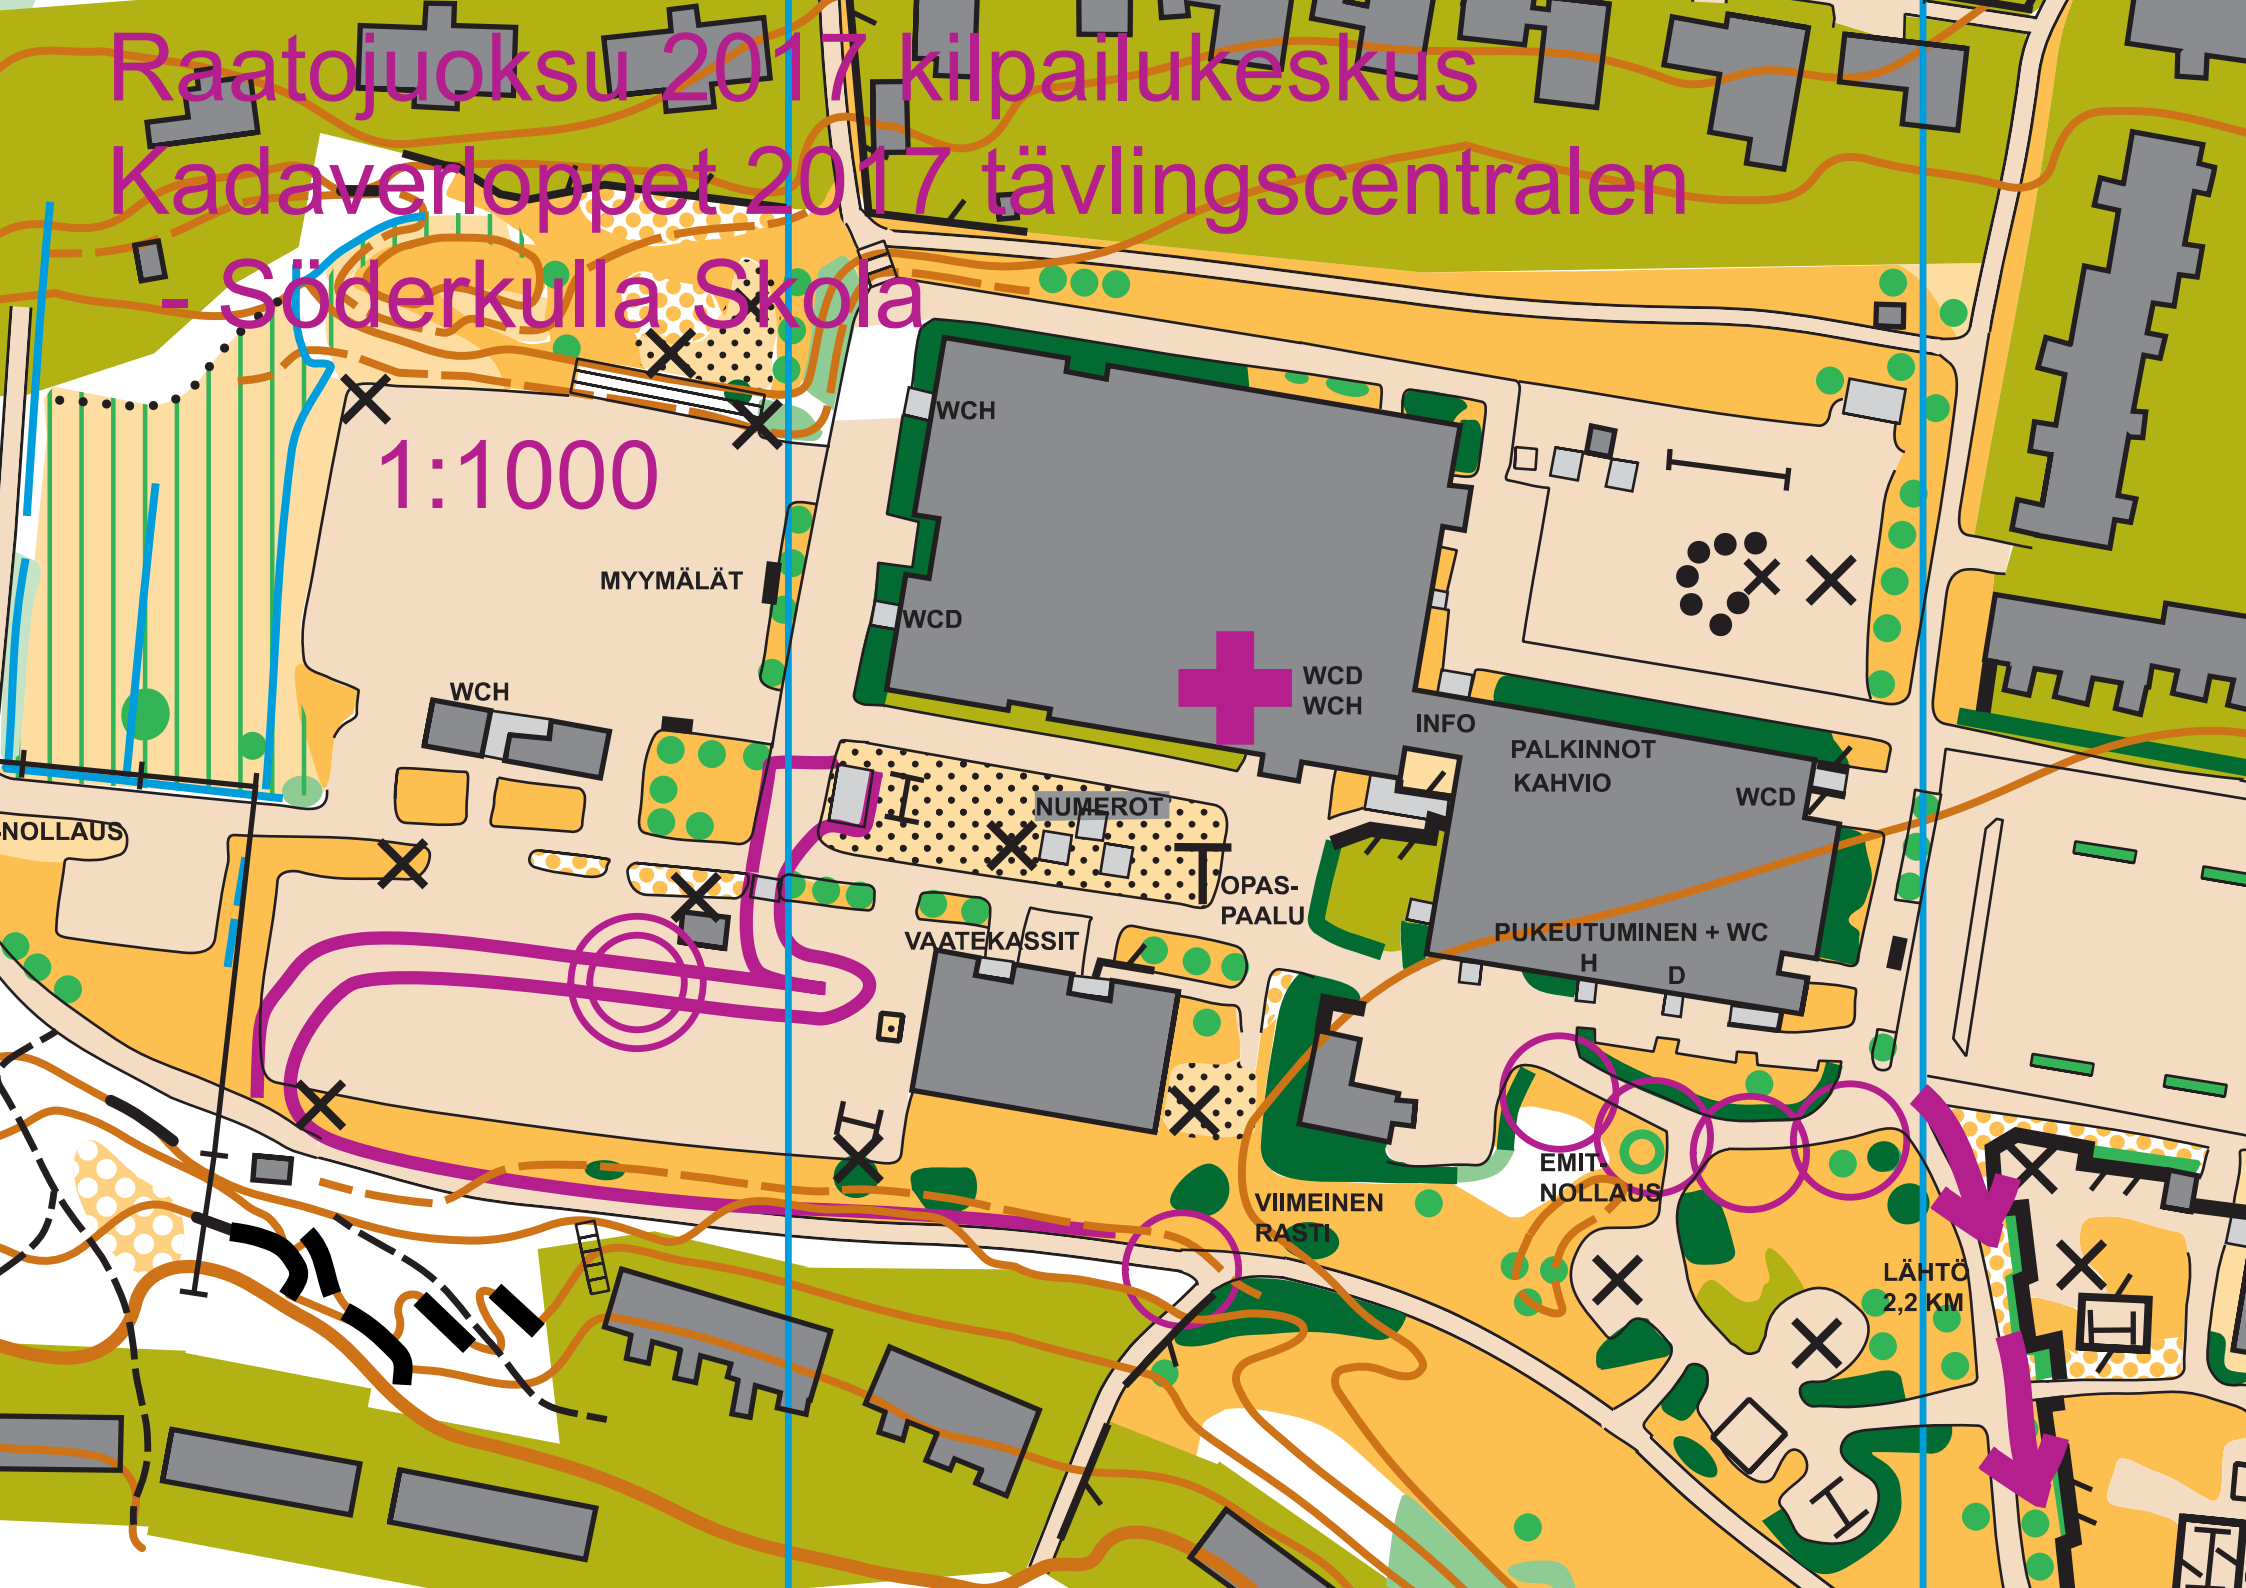 Raatojuoksu 2017 kilpailukeskus
Kadaverloppet 2017 tävlingscentralen
- Söderkulla Skola
WCH
1:1000
MYYMÄLÄT
WCD
WCH
WCD
WCH
INFO
PALKINNOT
KAHVIO
WCD
NUMEROT
-NOLLAUS
OPAS-
PAALU
VAATEKASSIT
PUKEUTUMINEN + WC
H
D
EMIT-
NOLLAUS
VIIMEINEN
RASTI
LÄHTÖ
2,2 KM